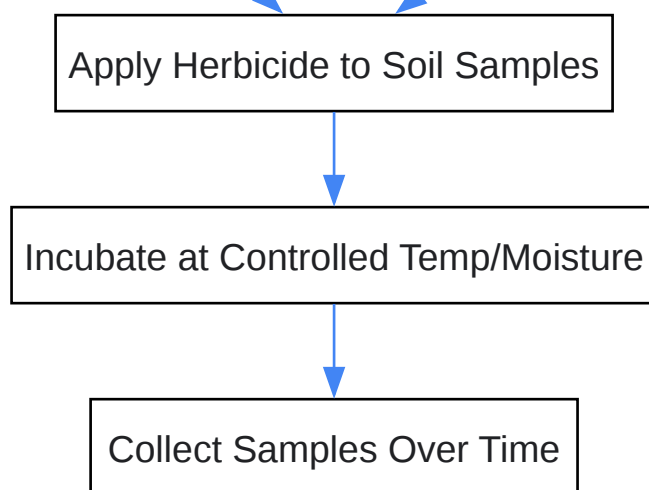 Apply Herbicide to Soil Samples
Incubate at Controlled Temp/Moisture
Collect Samples Over Time